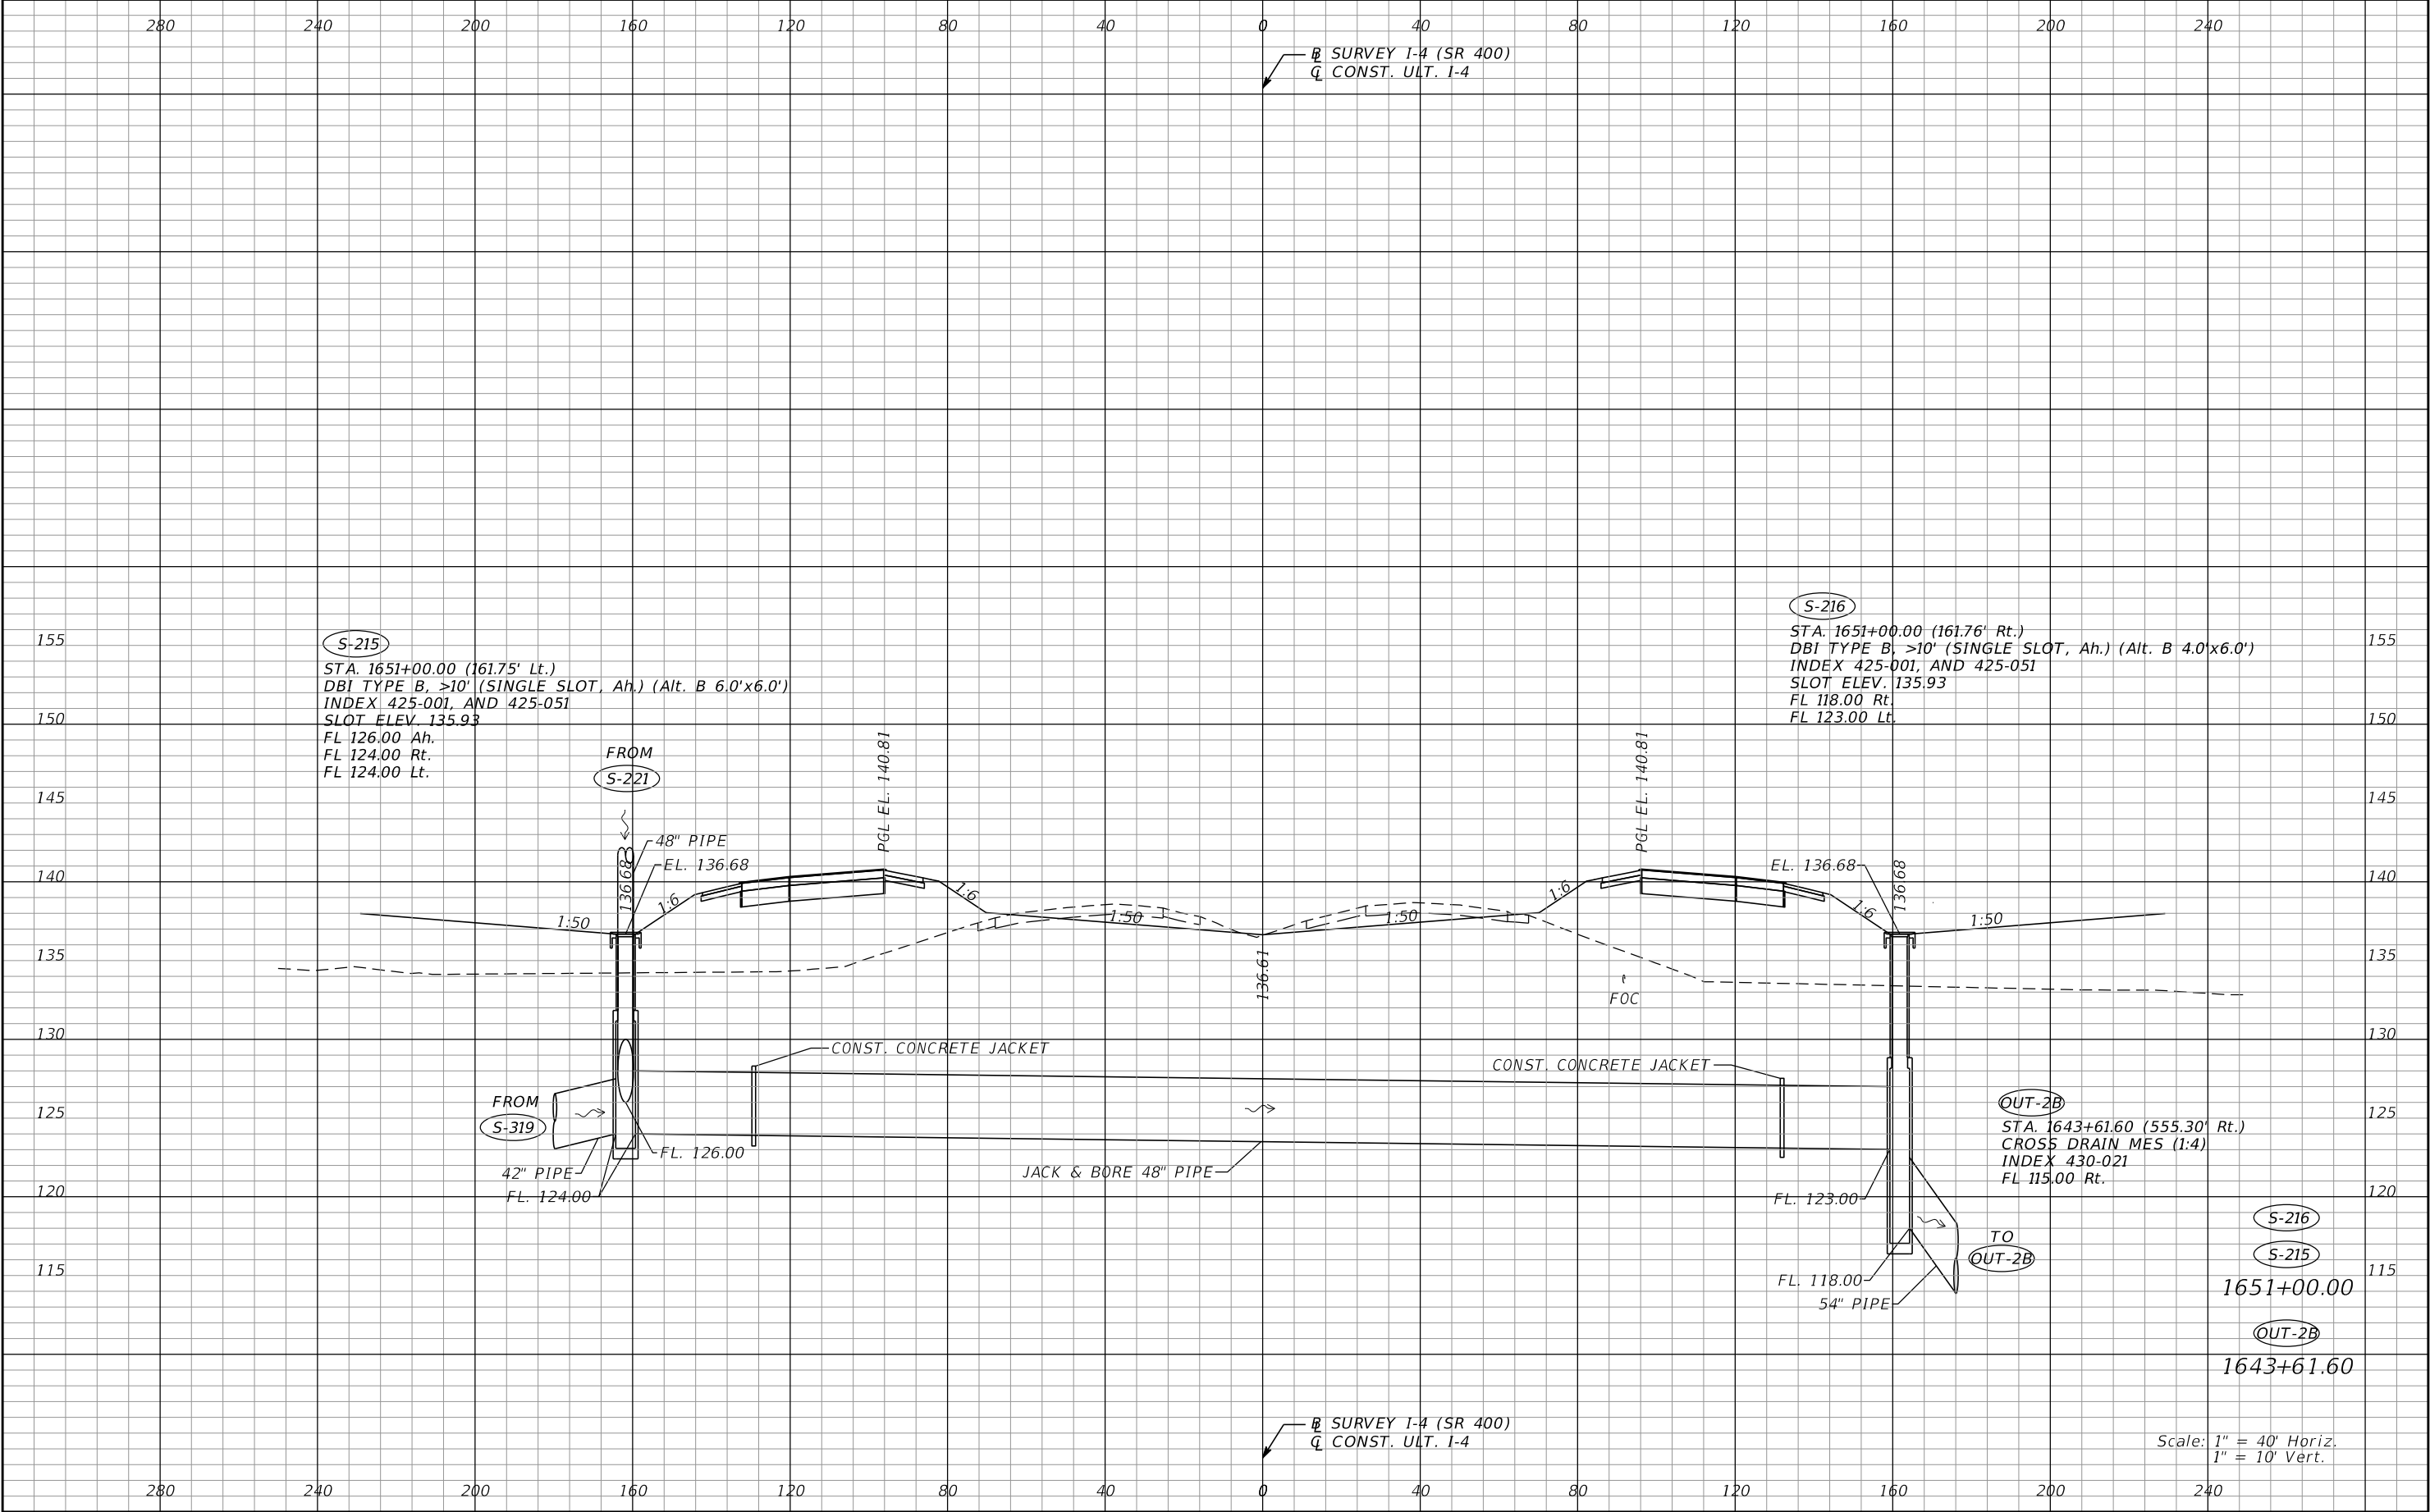 280 240 200 160 120 80 40 0 40 80 120 160 200 240
B SURVEY I-4 (SR 400)
C CONST. ULT. I-4
S-215
STA. 1651+00.00 (161.75' Lt.)
DBI TYPE B, >10' (SINGLE SLOT, Ah.) (Alt. B 6.0'x6.0')
INDEX 425-001, AND 425-051
SLOT ELEV. 135.93
FL 126.00 Ah.
FL 124.00 Rt.
FL 124.00 Lt.
S-216
STA. 1651+00.00 (161.76' Rt.)
DBI TYPE B, >10' (SINGLE SLOT, Ah.) (Alt. B 4.0'x6.0')
INDEX 425-001, AND 425-051
SLOT ELEV. 135.93
FL 118.00 Rt.
FL 123.00 Lt.
155
150
145
140
135
130
125
120
115
155
150
145
140
135
130
125
120
115
FROM
S-221
48" PIPE
EL. 136.68
136.68
1:50
1:6
PGL EL. 140.81
1:6
1:50
136.61
1:50
1:6
PGL EL. 140.81
EL. 136.68
136.68
1:6
1:50
FOC
CONST. CONCRETE JACKET
CONST. CONCRETE JACKET
FROM
S-319
42" PIPE
FL. 124.00
FL. 126.00
JACK & BORE 48" PIPE
FL. 123.00
FL. 118.00
54" PIPE
TO
OUT-2B
OUT-2B
STA. 1643+61.60 (555.30' Rt.)
CROSS DRAIN MES (1:4)
INDEX 430-021
FL 115.00 Rt.
S-216
S-215
1651+00.00
OUT-2B
1643+61.60
B SURVEY I-4 (SR 400)
C CONST. ULT. I-4
Scale: 1" = 40' Horiz.
1" = 10' Vert.
280 240 200 160 120 80 40 0 40 80 120 160 200 240